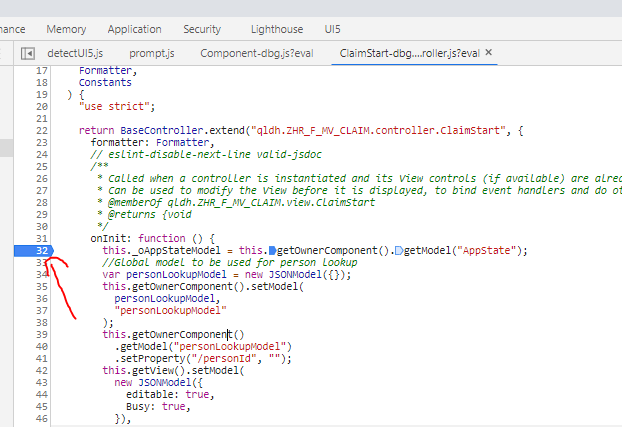 nance Memory Application Security Lighthouse UI5
detectUI5.js prompt.js Component-dbg.js?eval ClaimStart-dbg....roller.js?eval ×
17 Formatter,
18 Constants
19 ) {
20 "use strict";
21
22 return BaseController.extend("qldh.ZHR_F_MV_CLAIM.controller.ClaimStart", {
23 formatter: Formatter,
24 // eslint-disable-next-line valid-jsdoc
25 /**
26 * Called when a controller is instantiated and its View controls (if available) are alrea
27 * Can be used to modify the View before it is displayed, to bind event handlers and do ot
28 * @memberOf qldh.ZHR_F_MV_CLAIM.view.ClaimStart
29 * @returns {void
30 */
31 onInit: function () {
32 this._oAppStateModel = this.getOwnerComponent().getModel("AppState");
33 //Global model to be used for person lookup
34 var personLookupModel = new JSONModel({});
35 this.getOwnerComponent().setModel(
36 personLookupModel,
37 "personLookupModel"
38 );
39 this.getOwnerComponent()
40 .getModel("personLookupModel")
41 .setProperty("/personId", "");
42 this.getView().setModel(
43 new JSONModel({
44 editable: true,
45 Busy: true,
46 }),